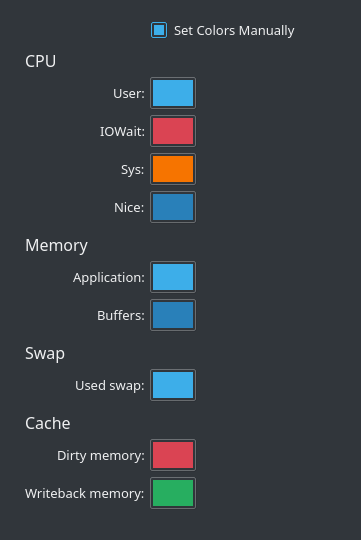 Set Colors Manually
CPU
User:
IOWait:
Sys:
Nice:
Memory
Application:
Buffers:
Swap
Used swap:
Cache
Dirty memory:
Writeback memory: